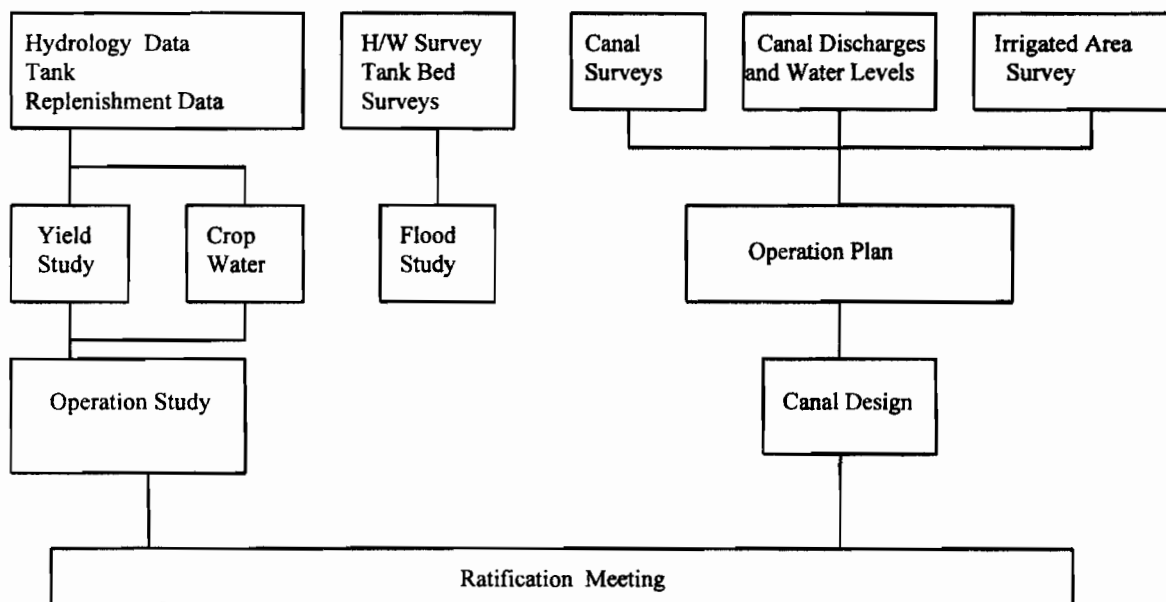 Hydrology Data
Tank
Replenishment Data
H/W Survey
Tank Bed
Surveys
Canal
Surveys
Canal Discharges
and Water Levels
Irrigated Area
Survey
Yield
Study
Crop
Water
Flood
Study
Operation Plan
Operation Study
Canal Design
Ratification Meeting